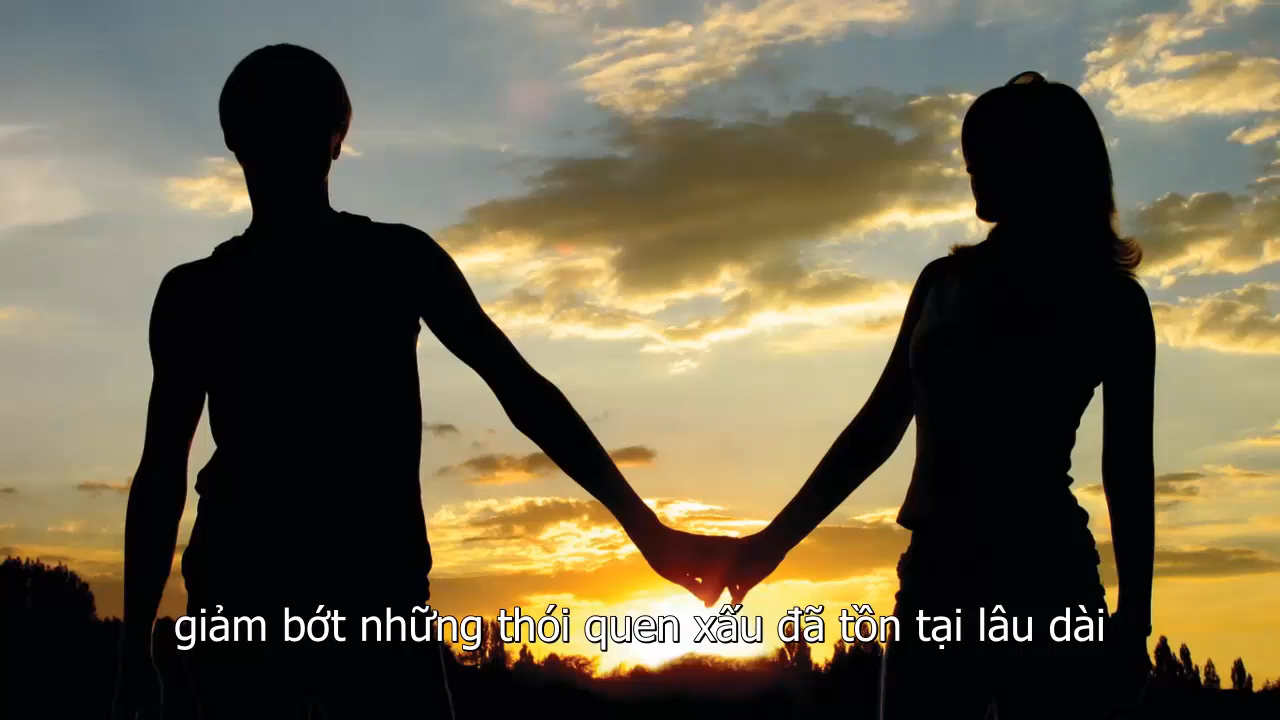 giảm bớt những thói quen xấu đã tồn tại lâu dài